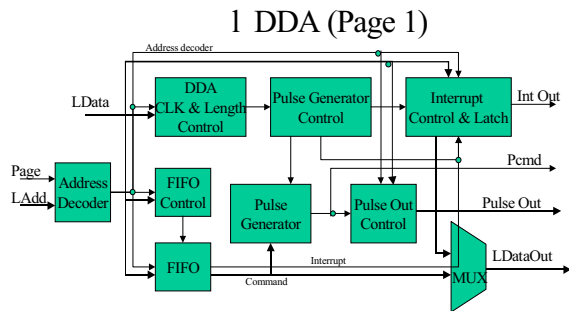 1 DDA (Page 1)
Address decoder
DDA
CLK & Length
Control
Pulse Generator
Control
Interrupt
Control & Latch
Int Out
LData
Page
LAdd
Address
Decoder
FIFO
Control
Pulse
Generator
Pulse Out
Control
Pcmd
Pulse Out
FIFO
Interrupt
Command
MUX
LDataOut